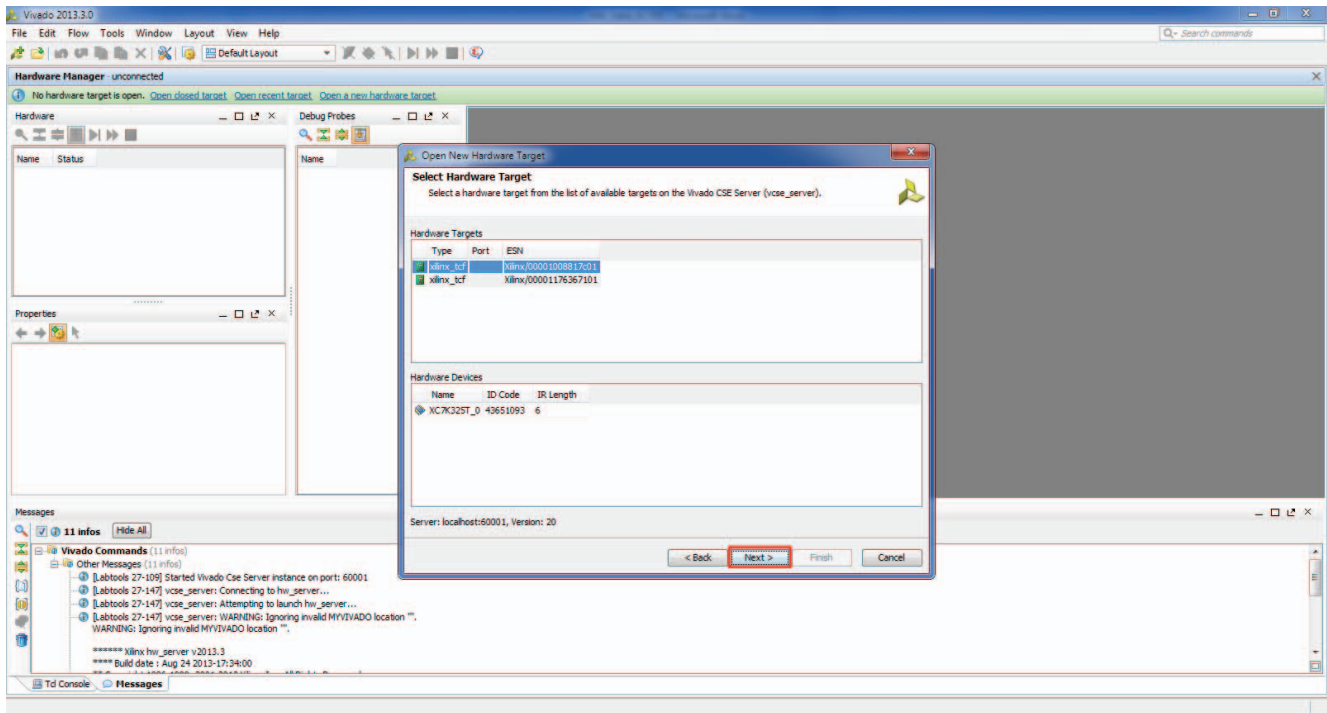 Vivado 2013.3.0
File Edit Flow Tools Window Layout View Help
Q- Search commands
Default Layout
Hardware Manager - unconnected
No hardware target is open. Open closed target Open recent target Open a new hardware target
Hardware
Debug Probes
Name Status
Name
Properties
Open New Hardware Target
Select Hardware Target
Select a hardware target from the list of available targets on the Vivado CSE Server (vcse_server).
Hardware Targets
Type Port ESN
xilinx_tcf Xilinx/00001008817c01
xilinx_tcf Xilinx/00001176367101
Hardware Devices
Name ID Code IR Length
XC7K325T_0 43651093 6
Server: localhost:60001, Version: 20
< Back Next > Finish Cancel
Messages
11 infos Hide All
Vivado Commands (11 infos)
Other Messages (11 infos)
[Labtools 27-109] Started Vivado Cse Server instance on port: 60001
[Labtools 27-147] vcse_server: Connecting to hw_server...
[Labtools 27-147] vcse_server: Attempting to launch hw_server...
[Labtools 27-147] vcse_server: WARNING: Ignoring invalid MYVIVADO location "".
WARNING: Ignoring invalid MYVIVADO location "".
****** Xilinx hw_server v2013.3
**** Build date : Aug 24 2013-17:34:00
Tcl Console Messages